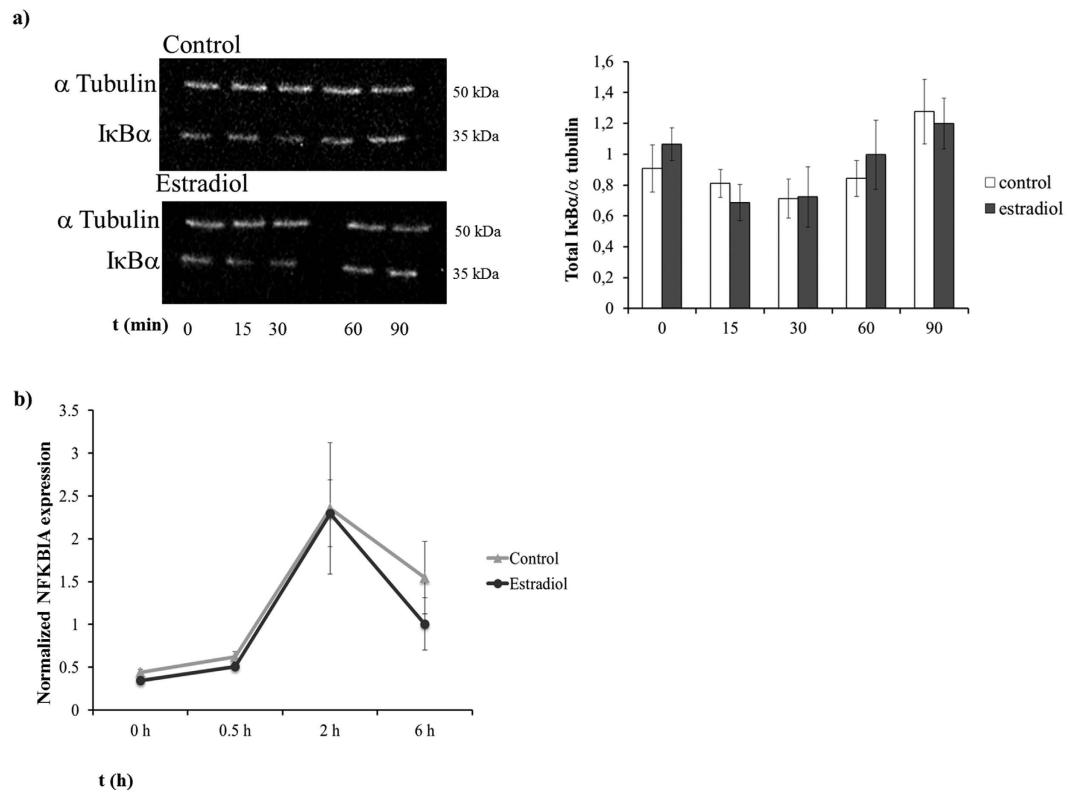 a)
Control
α Tubulin
50 kDa
IκBα
35 kDa
Estradiol
α Tubulin
50 kDa
IκBα
35 kDa
t (min) 0 15 30 60 90
Total IκBα/α tubulin
1,6
1,4
1,2
1
0,8
0,6
0,4
0,2
0
0 15 30 60 90
control
estradiol
b)
Normalized NFKBIA expression
3.5
3
2.5
2
1.5
1
0.5
0
0 h 0.5 h 2 h 6 h
Control
Estradiol
t (h)